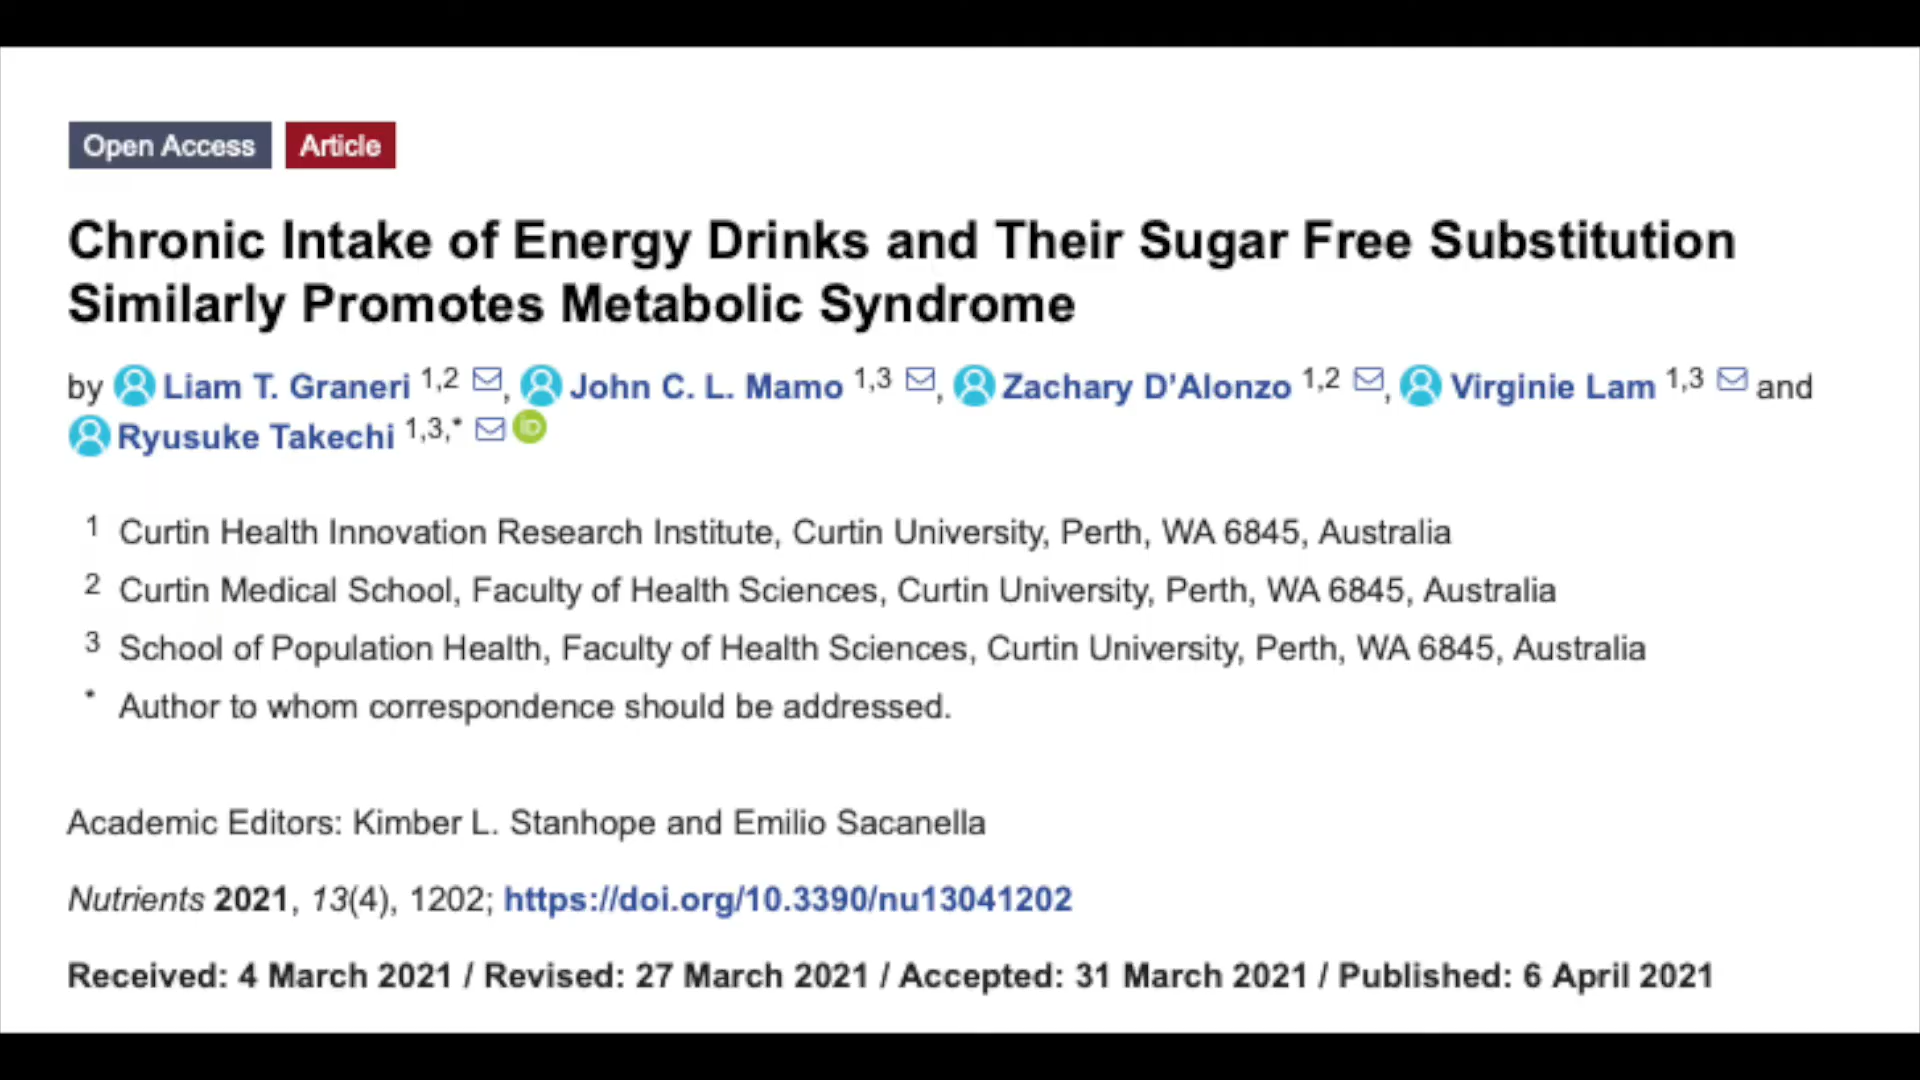 Open Access Article
Chronic Intake of Energy Drinks and Their Sugar Free Substitution
Similarly Promotes Metabolic Syndrome
by Liam T. Graneri 1,2, John C. L. Mamo 1,3, Zachary D'Alonzo 1,2, Virginie Lam 1,3 and
Ryusuke Takechi 1,3,* iD
1 Curtin Health Innovation Research Institute, Curtin University, Perth, WA 6845, Australia
2 Curtin Medical School, Faculty of Health Sciences, Curtin University, Perth, WA 6845, Australia
3 School of Population Health, Faculty of Health Sciences, Curtin University, Perth, WA 6845, Australia
* Author to whom correspondence should be addressed.
Academic Editors: Kimber L. Stanhope and Emilio Sacanella
Nutrients 2021, 13(4), 1202; https://doi.org/10.3390/nu13041202
Received: 4 March 2021 / Revised: 27 March 2021 / Accepted: 31 March 2021 / Published: 6 April 2021